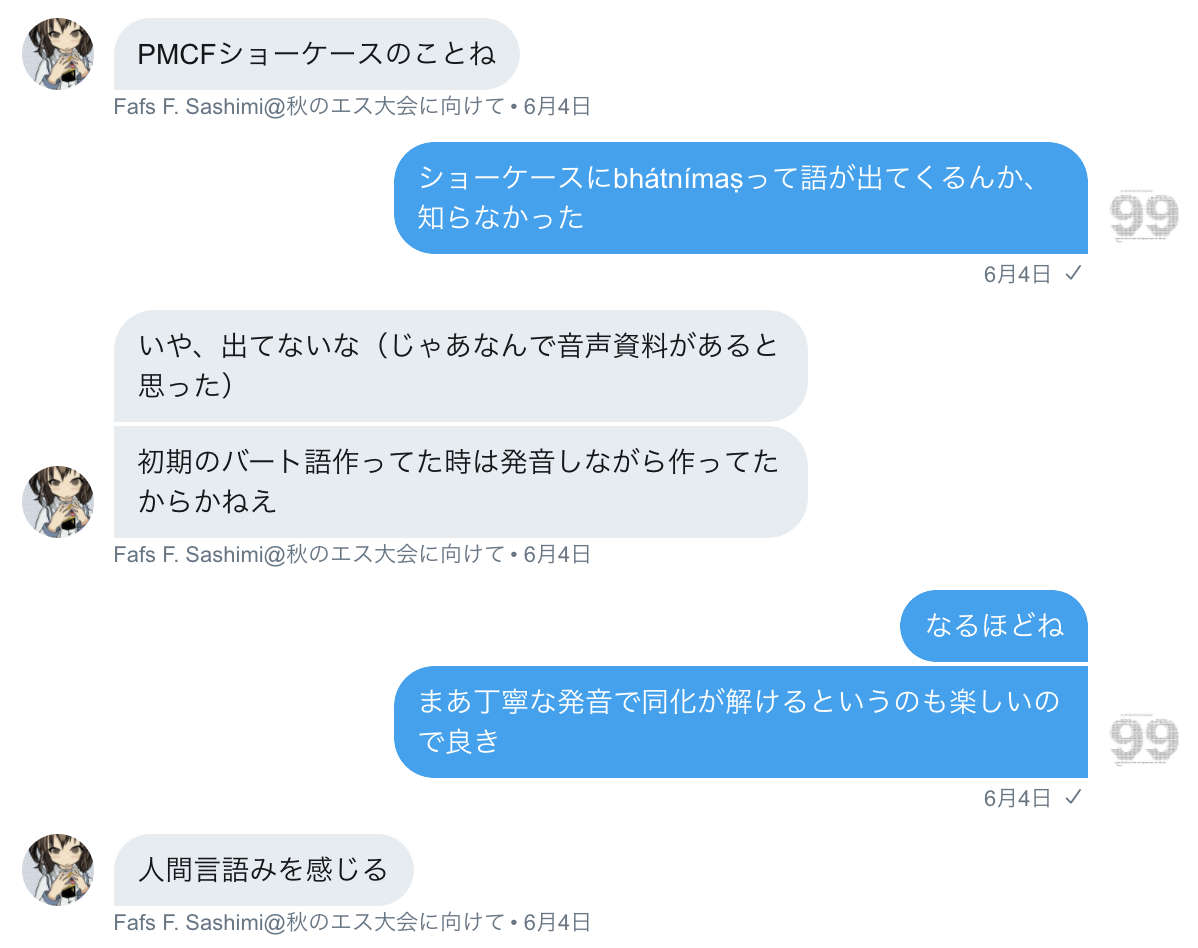 PMCFショーケースのことね
Fafs F. Sashimi@秋のエス大会に向けて • 6月4日
ショーケースにbhátnímaṣって語が出てくるんか、
知らなかった
99
6月4日 ✓
いや、出てないな（じゃあなんで音声資料があると
思った）
初期のバート語作ってた時は発音しながら作ってた
からかねえ
Fafs F. Sashimi@秋のエス大会に向けて • 6月4日
なるほどね
まあ丁寧な発音で同化が解けるというのも楽しいの
で良き
99
6月4日 ✓
人間言語みを感じる
Fafs F. Sashimi@秋のエス大会に向けて • 6月4日